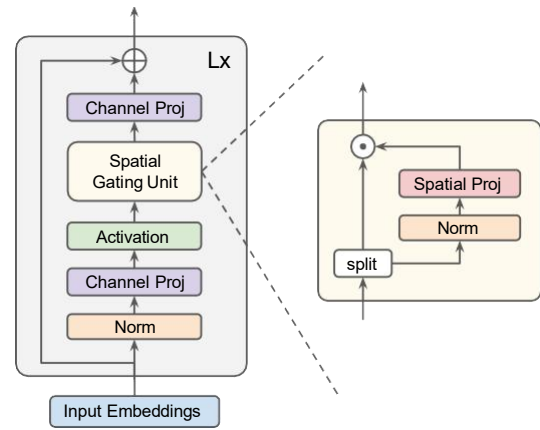 Lx
Channel Proj
Spatial
Gating Unit
Activation
Channel Proj
Norm
Input Embeddings
Spatial Proj
Norm
split